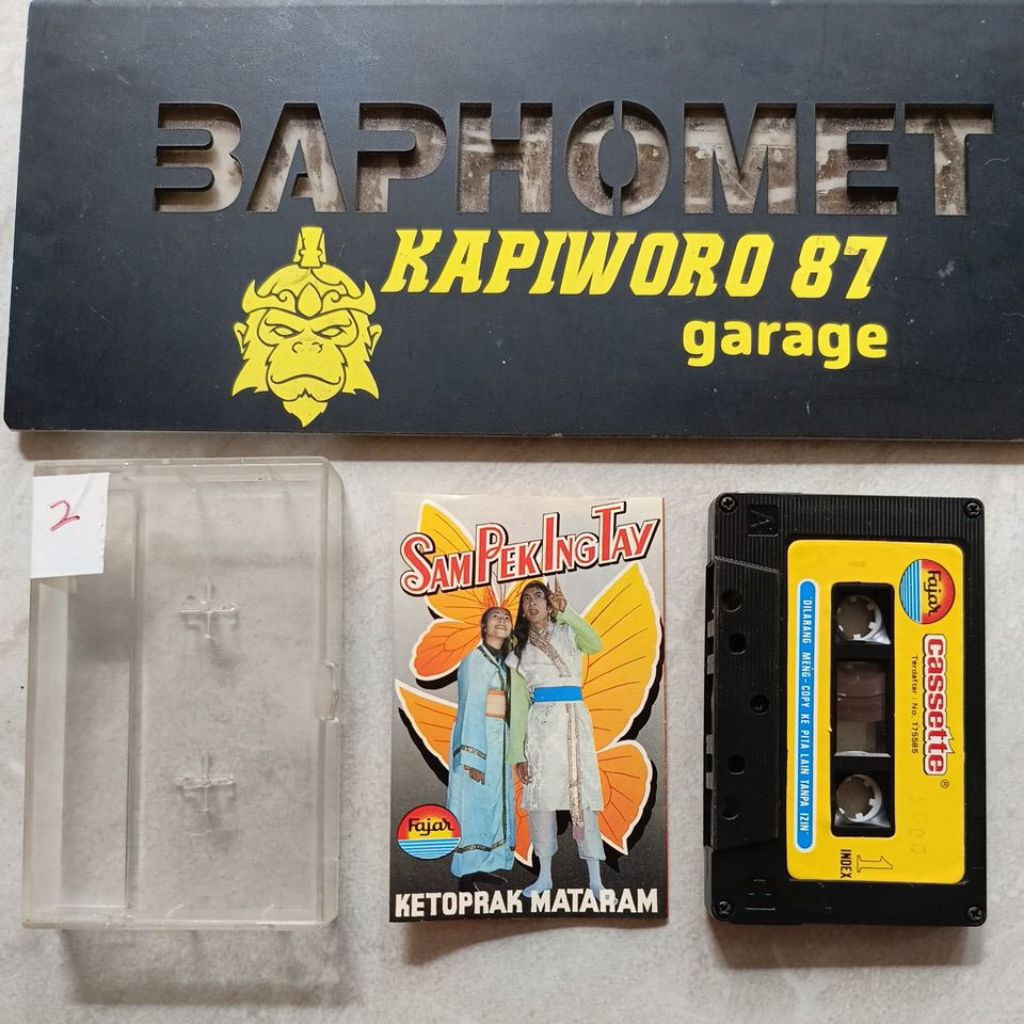 BAPHOMET
KAPIWORO 87
garage
2
SAM PEK ING TAY
Fajar
KETOPRAK MATARAM
A
Fajar
cassette®
Terdaftar : No. 175585
DILARANG MENG-COPY KE PITA LAIN TANPA IZIN'
INDEX
1